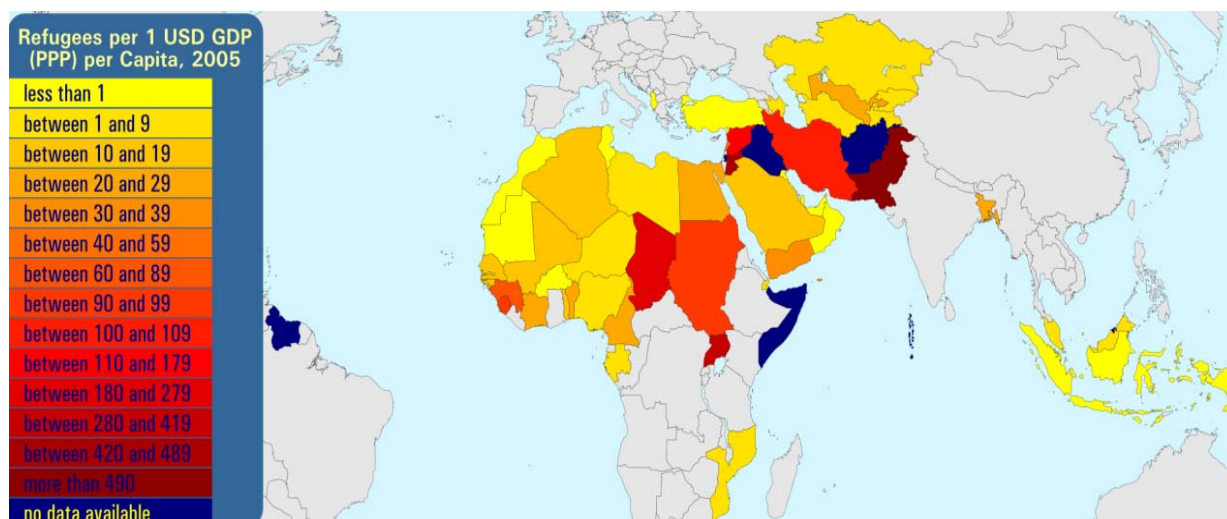 Refugees per 1 USD GDP
(PPP) per Capita, 2005
less than 1
between 1 and 9
between 10 and 19
between 20 and 29
between 30 and 39
between 40 and 59
between 60 and 89
between 90 and 99
between 100 and 109
between 110 and 179
between 180 and 279
between 280 and 419
between 420 and 489
more than 490
no data available